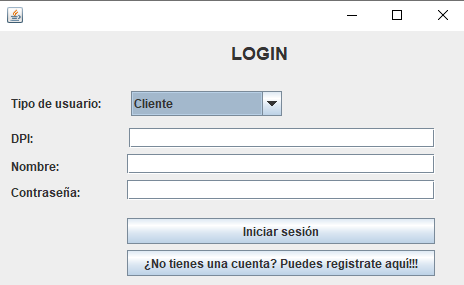 LOGIN
Tipo de usuario: Cliente
DPI:
Nombre:
Contraseña:
Iniciar sesión
¿No tienes una cuenta? Puedes registrate aquí!!!